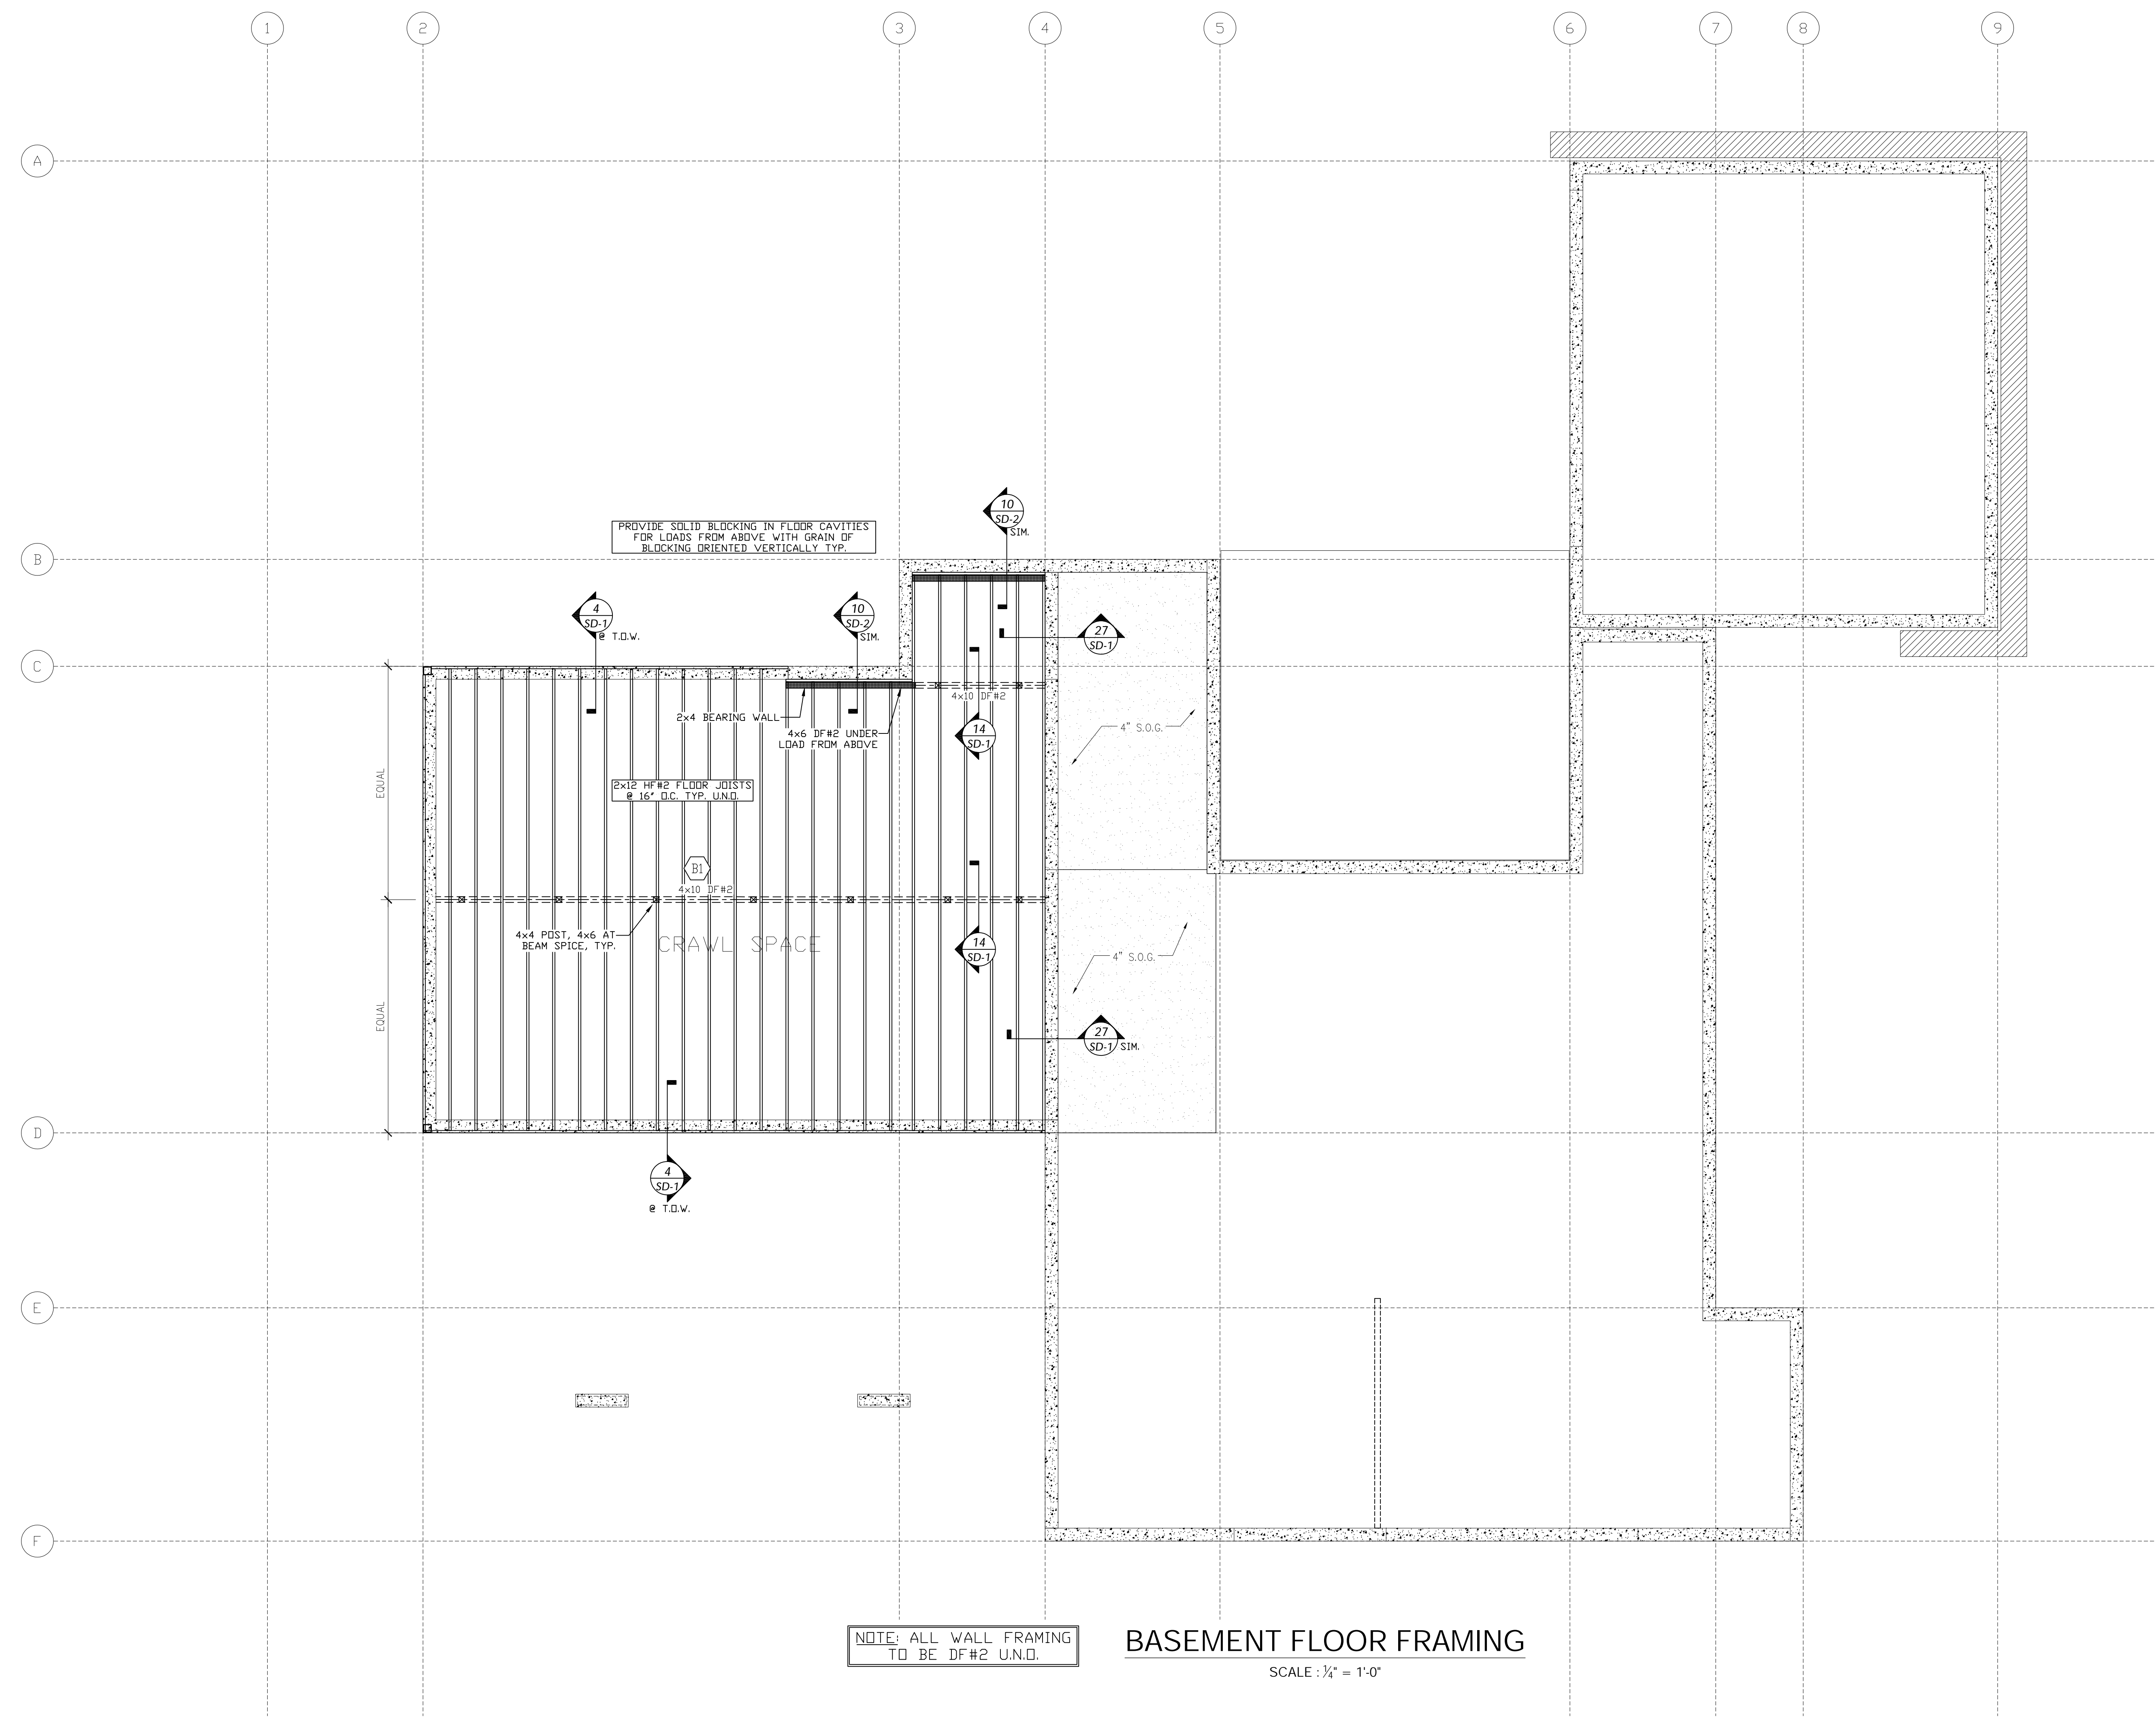 1
2
3
4
5
6
7
8
9
A
B
C
D
E
F
10
SD-2
SIM.
PROVIDE SOLID BLOCKING IN FLOOR CAVITIES
FOR LOADS FROM ABOVE WITH GRAIN OF
BLOCKING ORIENTED VERTICALLY TYP.
4
SD-1
@ T.O.W.
10
SD-2
SIM.
27
SD-1
4x10 DF#2
2x4 BEARING WALL
4x6 DF#2 UNDER
LOAD FROM ABOVE
14
SD-1
4" S.O.G.
EQUAL
2x12 HF#2 FLOOR JOISTS
@ 16" O.C. TYP. U.N.O.
B1
4x10 DF#2
4x4 POST, 4x6 AT
BEAM SPICE, TYP.
CRAWL SPACE
14
SD-1
4" S.O.G.
EQUAL
27
SD-1
SIM.
4
SD-1
@ T.O.W.
NOTE: ALL WALL FRAMING
TO BE DF#2 U.N.O.
BASEMENT FLOOR FRAMING
SCALE : 1/4" = 1'-0"